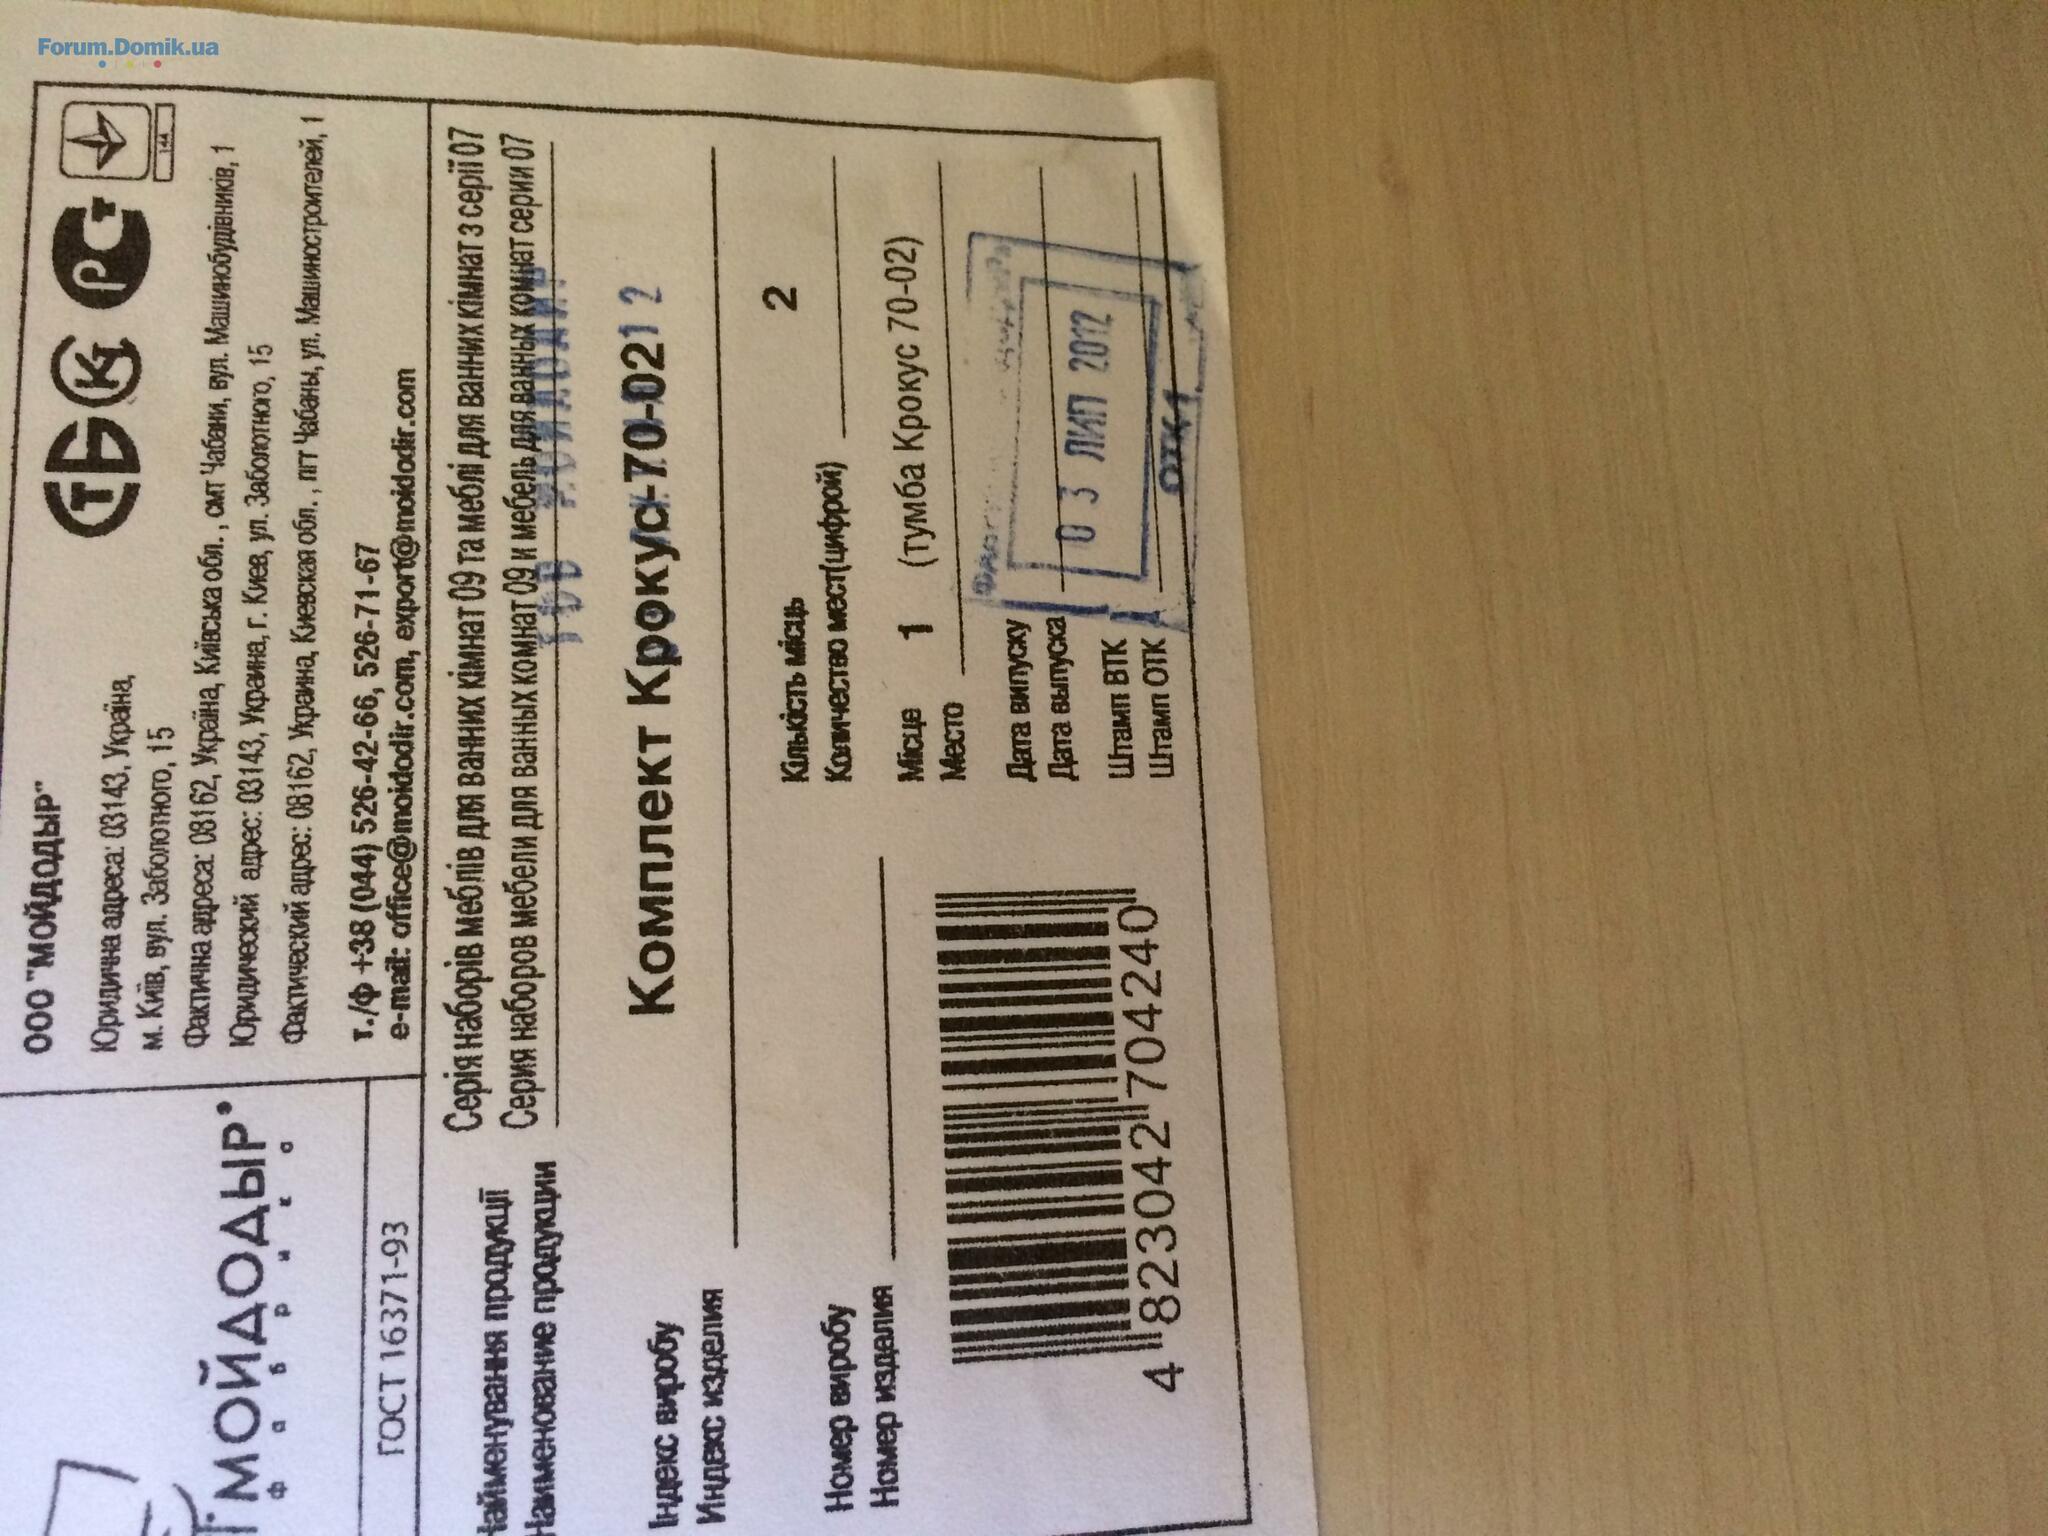 Forum.Domik.ua
МОЙДОДЫР
фабрика
ГОСТ 16371-93
ООО "МОЙДОДЫР"
Юридична адреса: 03143, Україна,
м. Київ, вул. Заболотного, 15
Фактична адреса: 08162, Україна, Київська обл. , смт Чабани, вул. Машинобудівників, 1
Юридический адрес: 03143, Украина, г. Киев, ул. Заболотного, 15
Фактический адрес: 08162, Украина, Киевская обл. , пгт Чабаны, ул. Машиностроителей, 1
т./ф +38 (044) 526-42-66, 526-71-67
e-mail: office@moidodir.com, export@moidodir.com
144
Найменування продукції
Наименование продукции
Серія наборів меблів для ванних кімнат 09 та меблі для ванних кімнат з серії 07
Серия наборов мебели для ванных комнат 09 и мебель для ванных комнат серии 07
ТОВ МОЙДОДИР
Індекс виробу
Индекс изделия
Комплект Крокус-70-02
12
Кількість місць
Количество мест(цифрой)
2
Номер виробу
Номер изделия
Місце 1 (тумба Крокус 70-02)
Место
Дата випуску
Дата выпуска
03 ЛИП 2012
Штамп ВТК
Штамп ОТК
ОТК 1
4 823042 704240